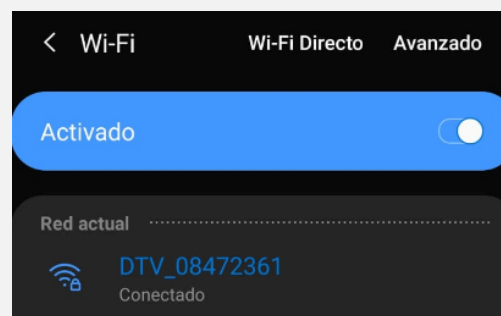 Wi-Fi Wi-Fi Directo Avanzado
Activado
Red actual
DTV_08472361
Conectado